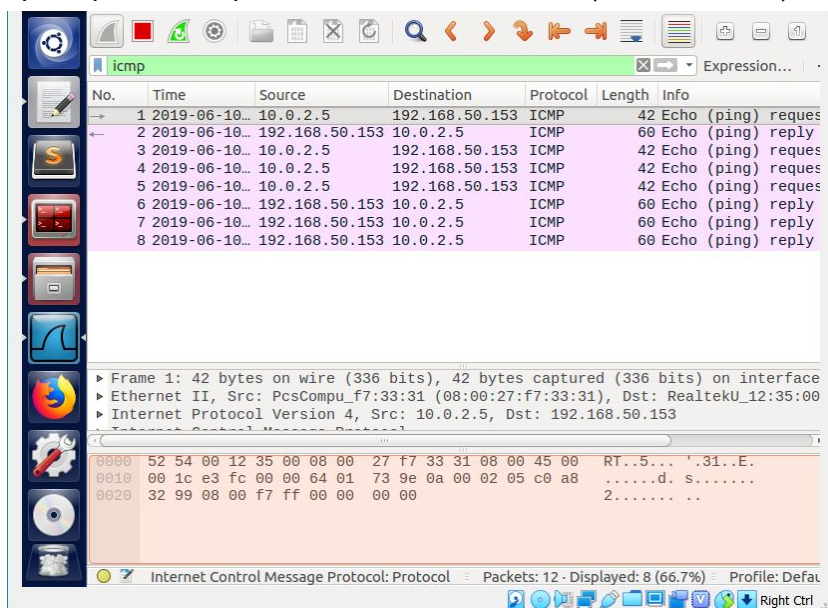 icmp Expression...
No. Time Source Destination Protocol Length Info
1 2019-06-10… 10.0.2.5 192.168.50.153 ICMP 42 Echo (ping) reques
2 2019-06-10… 192.168.50.153 10.0.2.5 ICMP 60 Echo (ping) reply
3 2019-06-10… 10.0.2.5 192.168.50.153 ICMP 42 Echo (ping) reques
4 2019-06-10… 10.0.2.5 192.168.50.153 ICMP 42 Echo (ping) reques
5 2019-06-10… 10.0.2.5 192.168.50.153 ICMP 42 Echo (ping) reques
6 2019-06-10… 192.168.50.153 10.0.2.5 ICMP 60 Echo (ping) reply
7 2019-06-10… 192.168.50.153 10.0.2.5 ICMP 60 Echo (ping) reply
8 2019-06-10… 192.168.50.153 10.0.2.5 ICMP 60 Echo (ping) reply
Frame 1: 42 bytes on wire (336 bits), 42 bytes captured (336 bits) on interface
Ethernet II, Src: PcsCompu_f7:33:31 (08:00:27:f7:33:31), Dst: RealtekU_12:35:00
Internet Protocol Version 4, Src: 10.0.2.5, Dst: 192.168.50.153
0000 52 54 00 12 35 00 08 00 27 f7 33 31 08 00 45 00 RT..5... '.31..E.
0010 00 1c e3 fc 00 00 64 01 73 9e 0a 00 02 05 c0 a8 ......d. s.......
0020 32 99 08 00 f7 ff 00 00 00 00 2....... ..
Internet Control Message Protocol: Protocol Packets: 12 · Displayed: 8 (66.7%) Profile: Defau
Right Ctrl